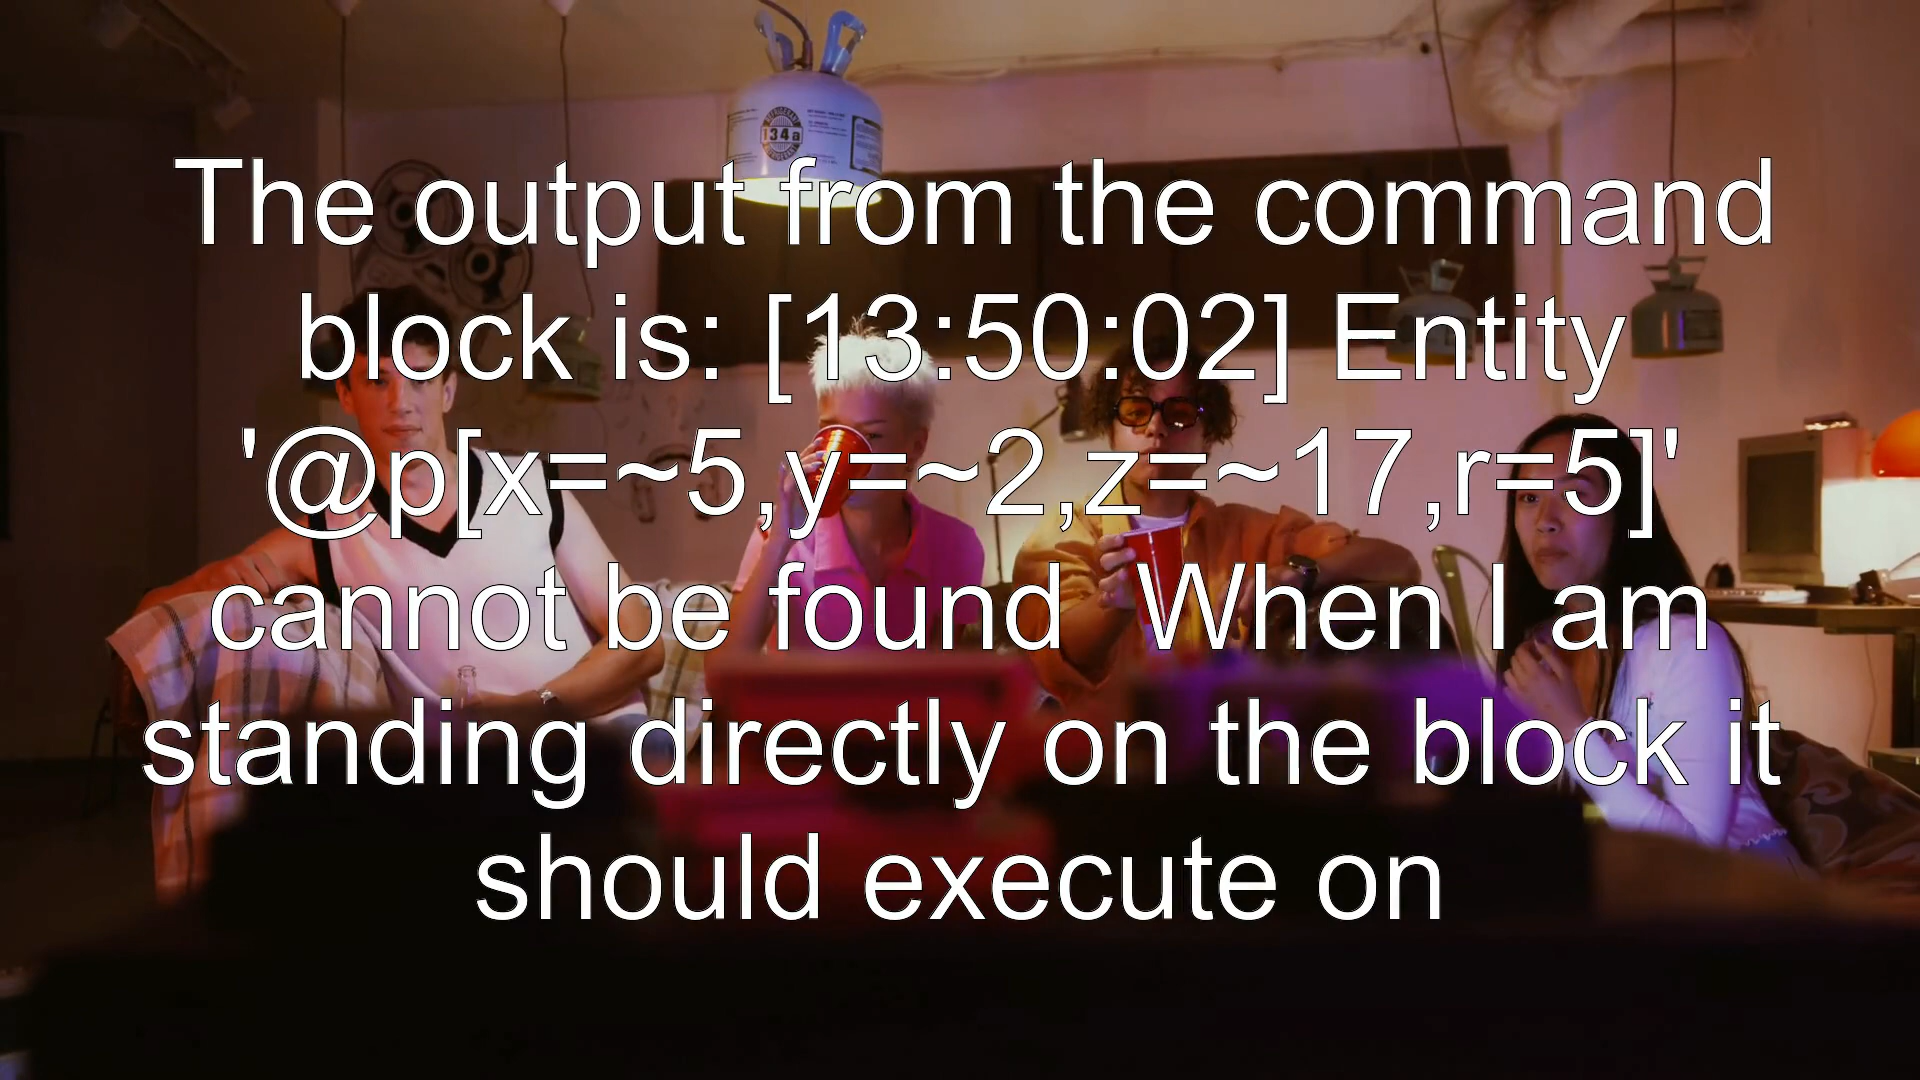 134a
The output from the command
block is: [13:50:02] Entity
'@p[x=~5,y=~2,z=~17,r=5]'
cannot be found  When I am
standing directly on the block it
should execute on